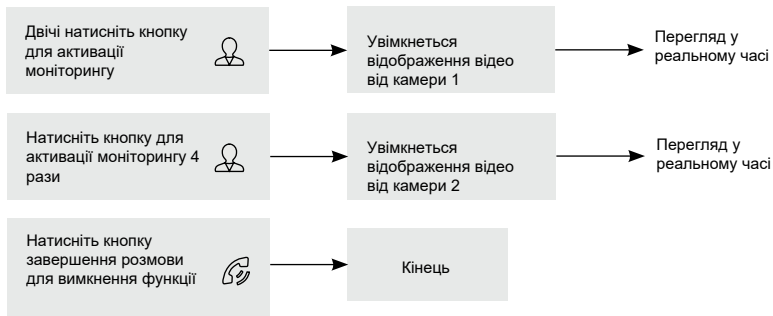 Двічі натисніть кнопку
для активації
моніторингу
Увімкнеться
відображення відео
від камери 1
Перегляд у
реальному часі
Натисніть кнопку для
активації моніторингу 4
рази
Увімкнеться
відображення відео
від камери 2
Перегляд у
реальному часі
Натисніть кнопку
завершення розмови
для вимкнення функції
Кінець